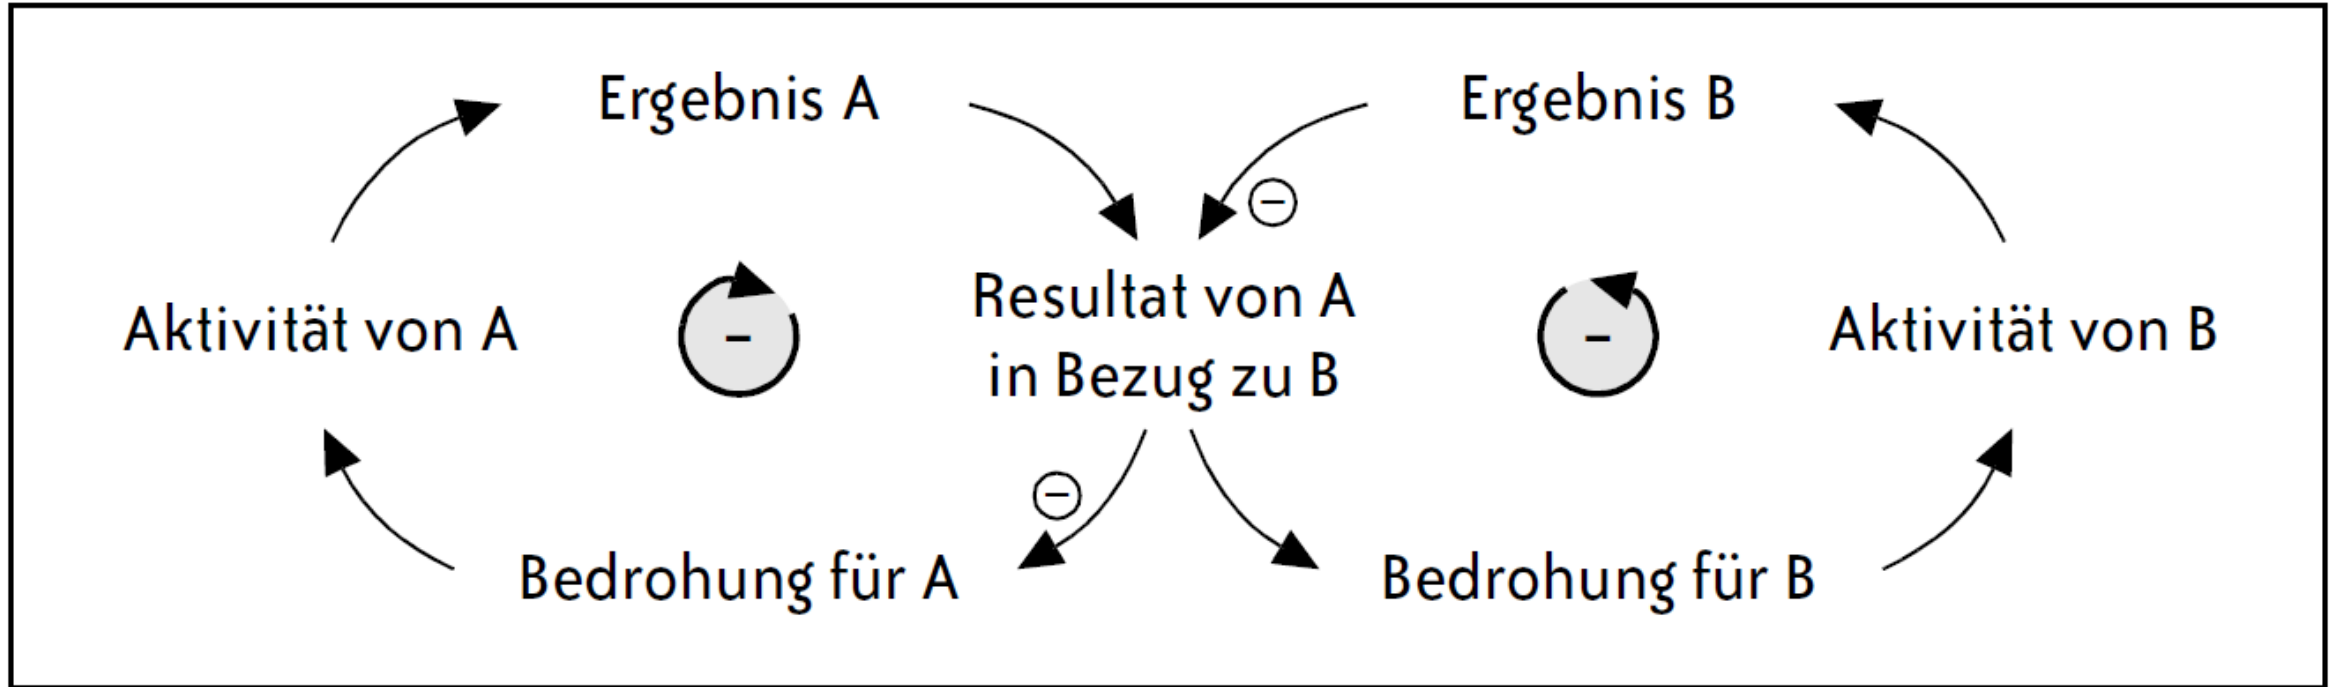 Ergebnis A
Ergebnis B
−
Aktivität von A
−
Resultat von A
in Bezug zu B
−
Aktivität von B
−
Bedrohung für A
Bedrohung für B